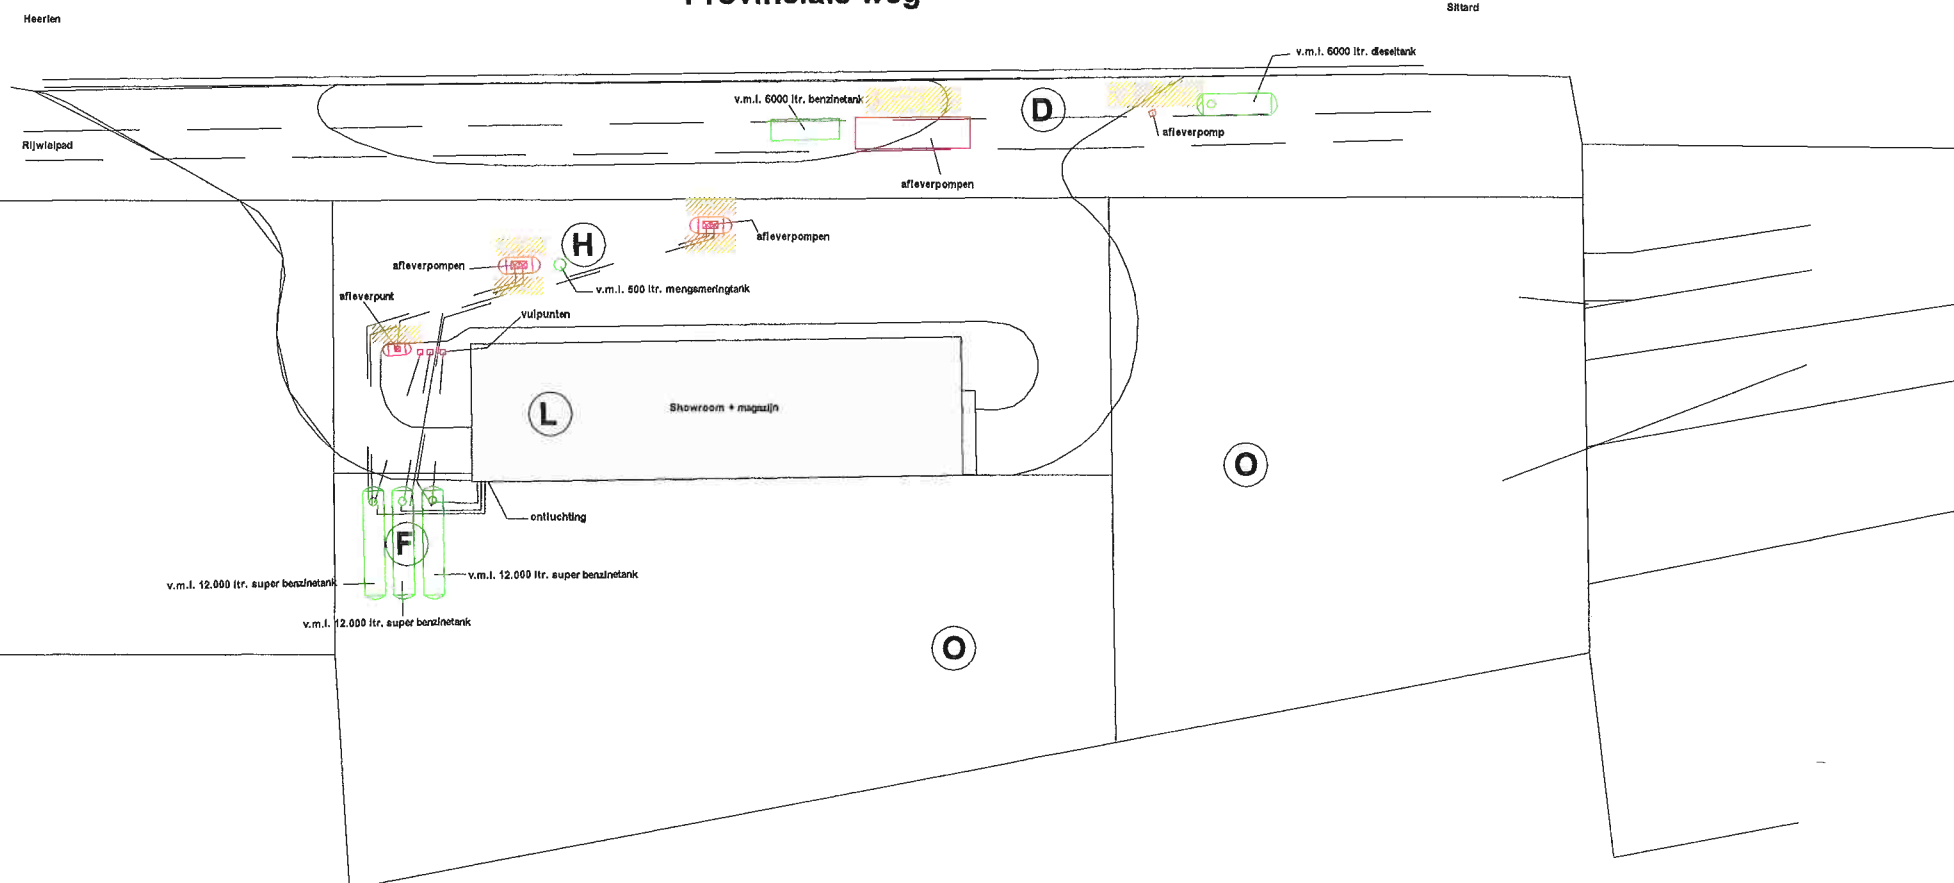 Provinciale weg
Heerlen
Sittard
v.m.l. 6000 ltr. dieseltank
v.m.l. 6000 ltr. benzinetank
D
afleverpomp
Rijwielpad
afleverpompen
H
afleverpompen
afleverpompen
v.m.l. 500 ltr. mengsmeringtank
afleverpunt
vulpunten
L
Showroom + magazijn
O
ontluchting
F
v.m.l. 12.000 ltr. super benzinetank
v.m.l. 12.000 ltr. super benzinetank
v.m.l. 12.000 ltr. super benzinetank
O